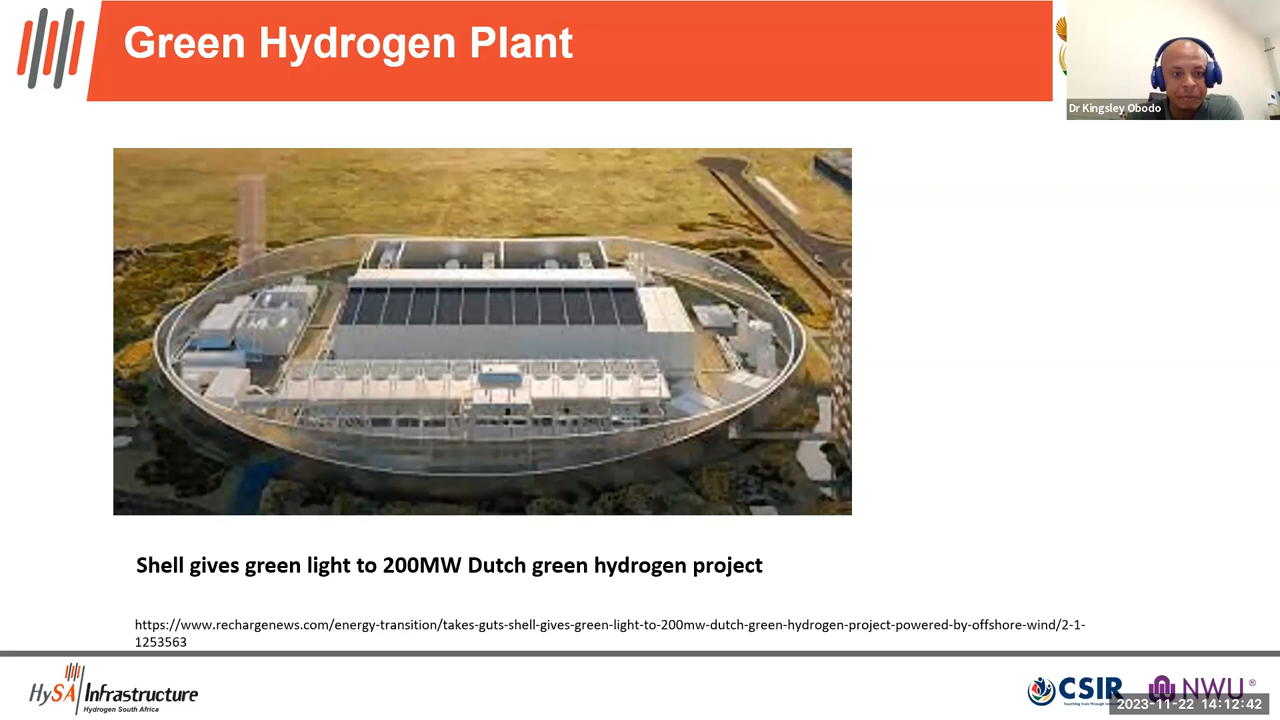 Green Hydrogen Plant
Dr Kingsley Obodo
Shell gives green light to 200MW Dutch green hydrogen project
https://www.rechargenews.com/energy-transition/takes-guts-shell-gives-green-light-to-200mw-dutch-green-hydrogen-project-powered-by-offshore-wind/2-1-
1253563
HySA Infrastructure
Hydrogen South Africa
CSIR
NWU®
2023-11-22 14:12:42